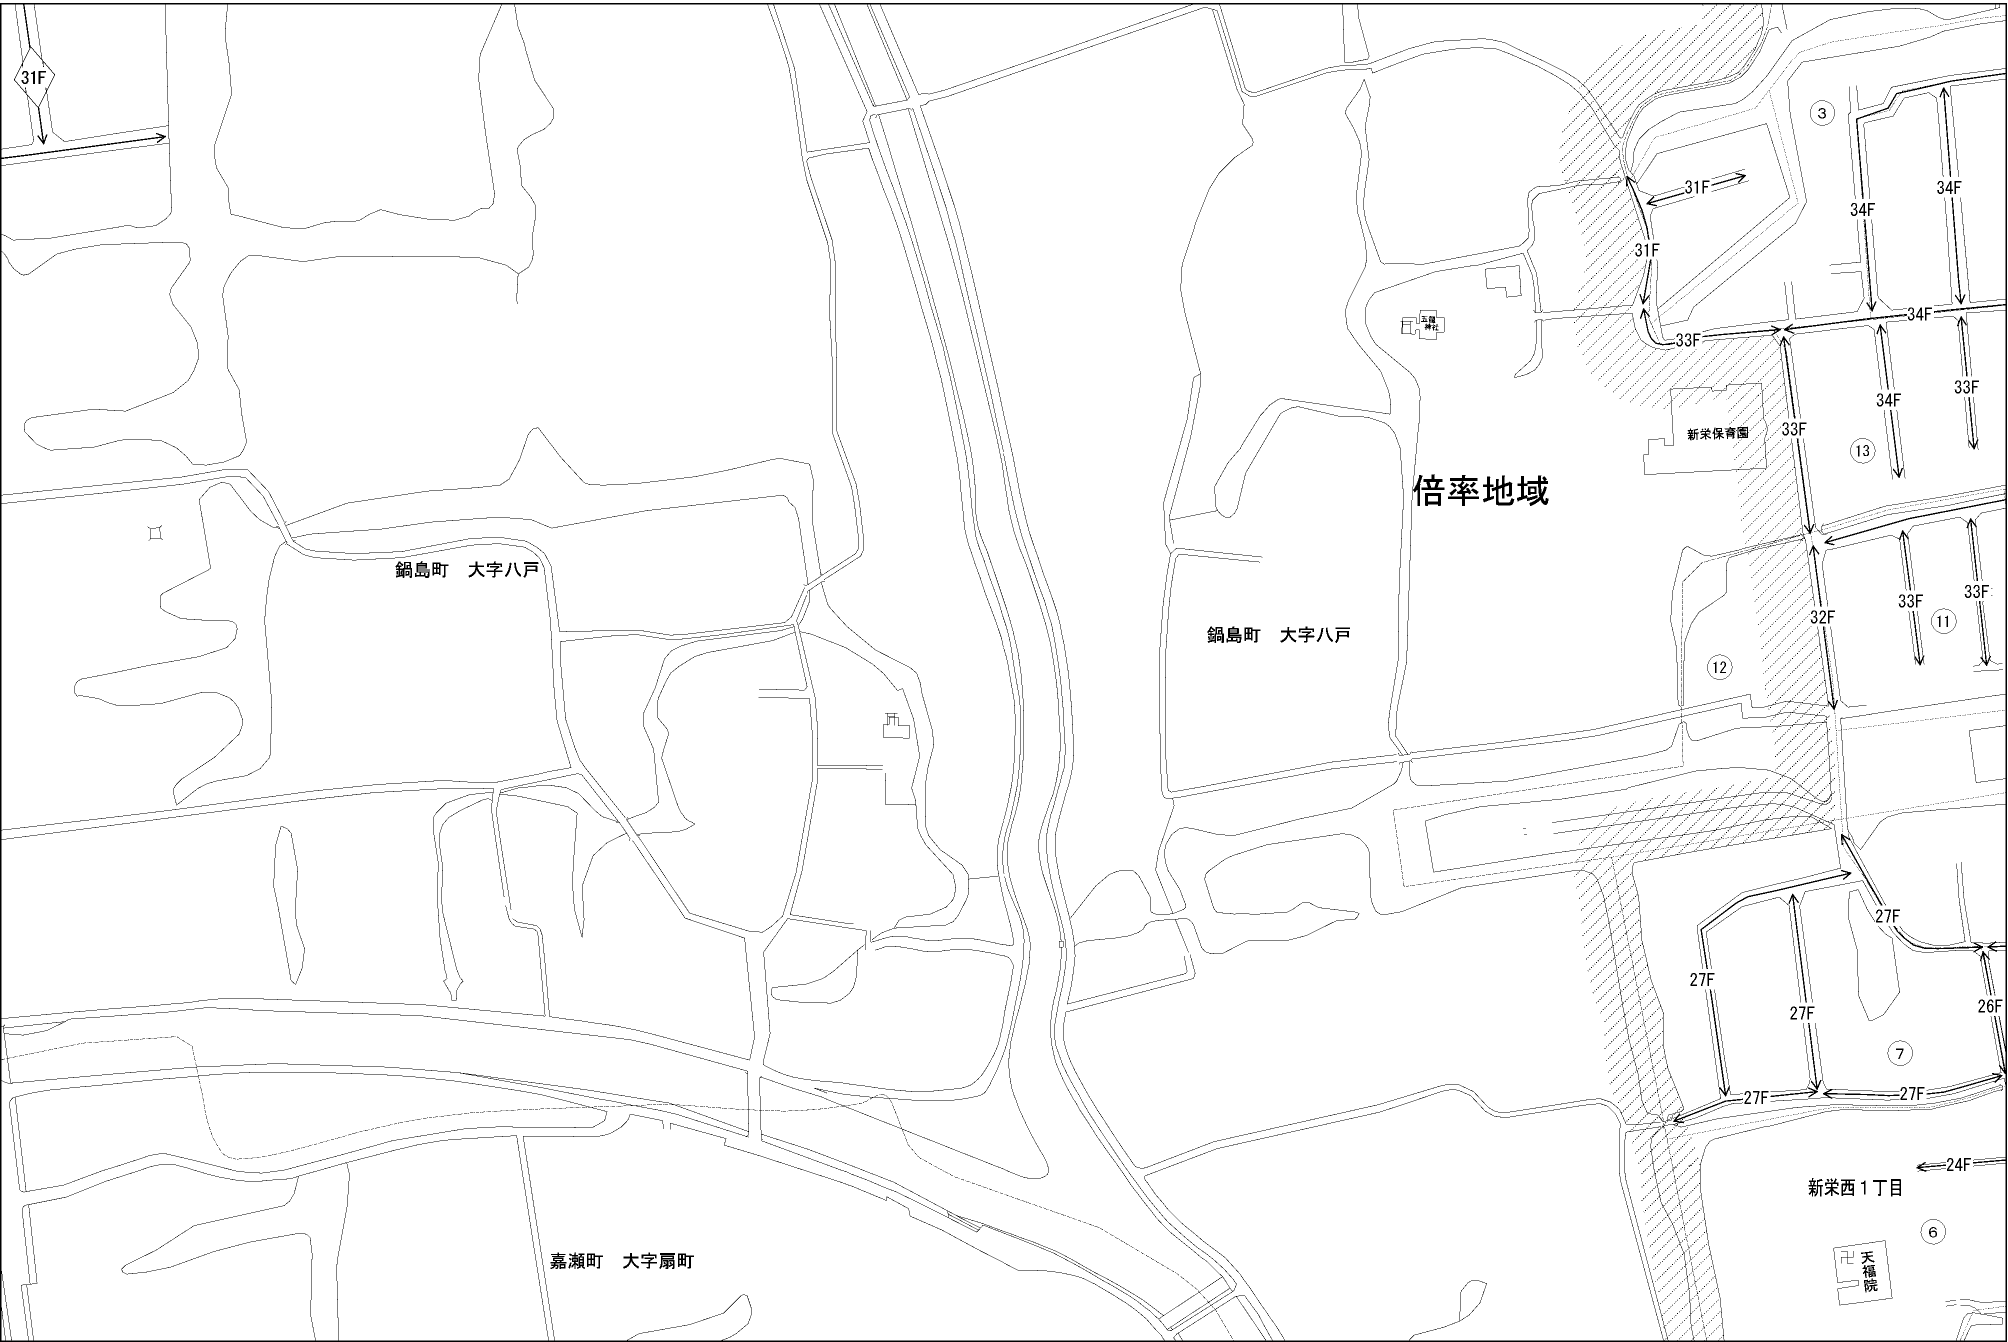 31F
3
31F
34F
34F
31F
五龍
神社
34F
33F
33F
34F
33F
新栄保育園
13
倍率地域
鍋島町　大字八戸
33F
33F
32F
11
鍋島町　大字八戸
12
27F
27F
26F
27F
7
27F
27F
24F
新栄西1丁目
6
嘉瀬町　大字扇町
天福院